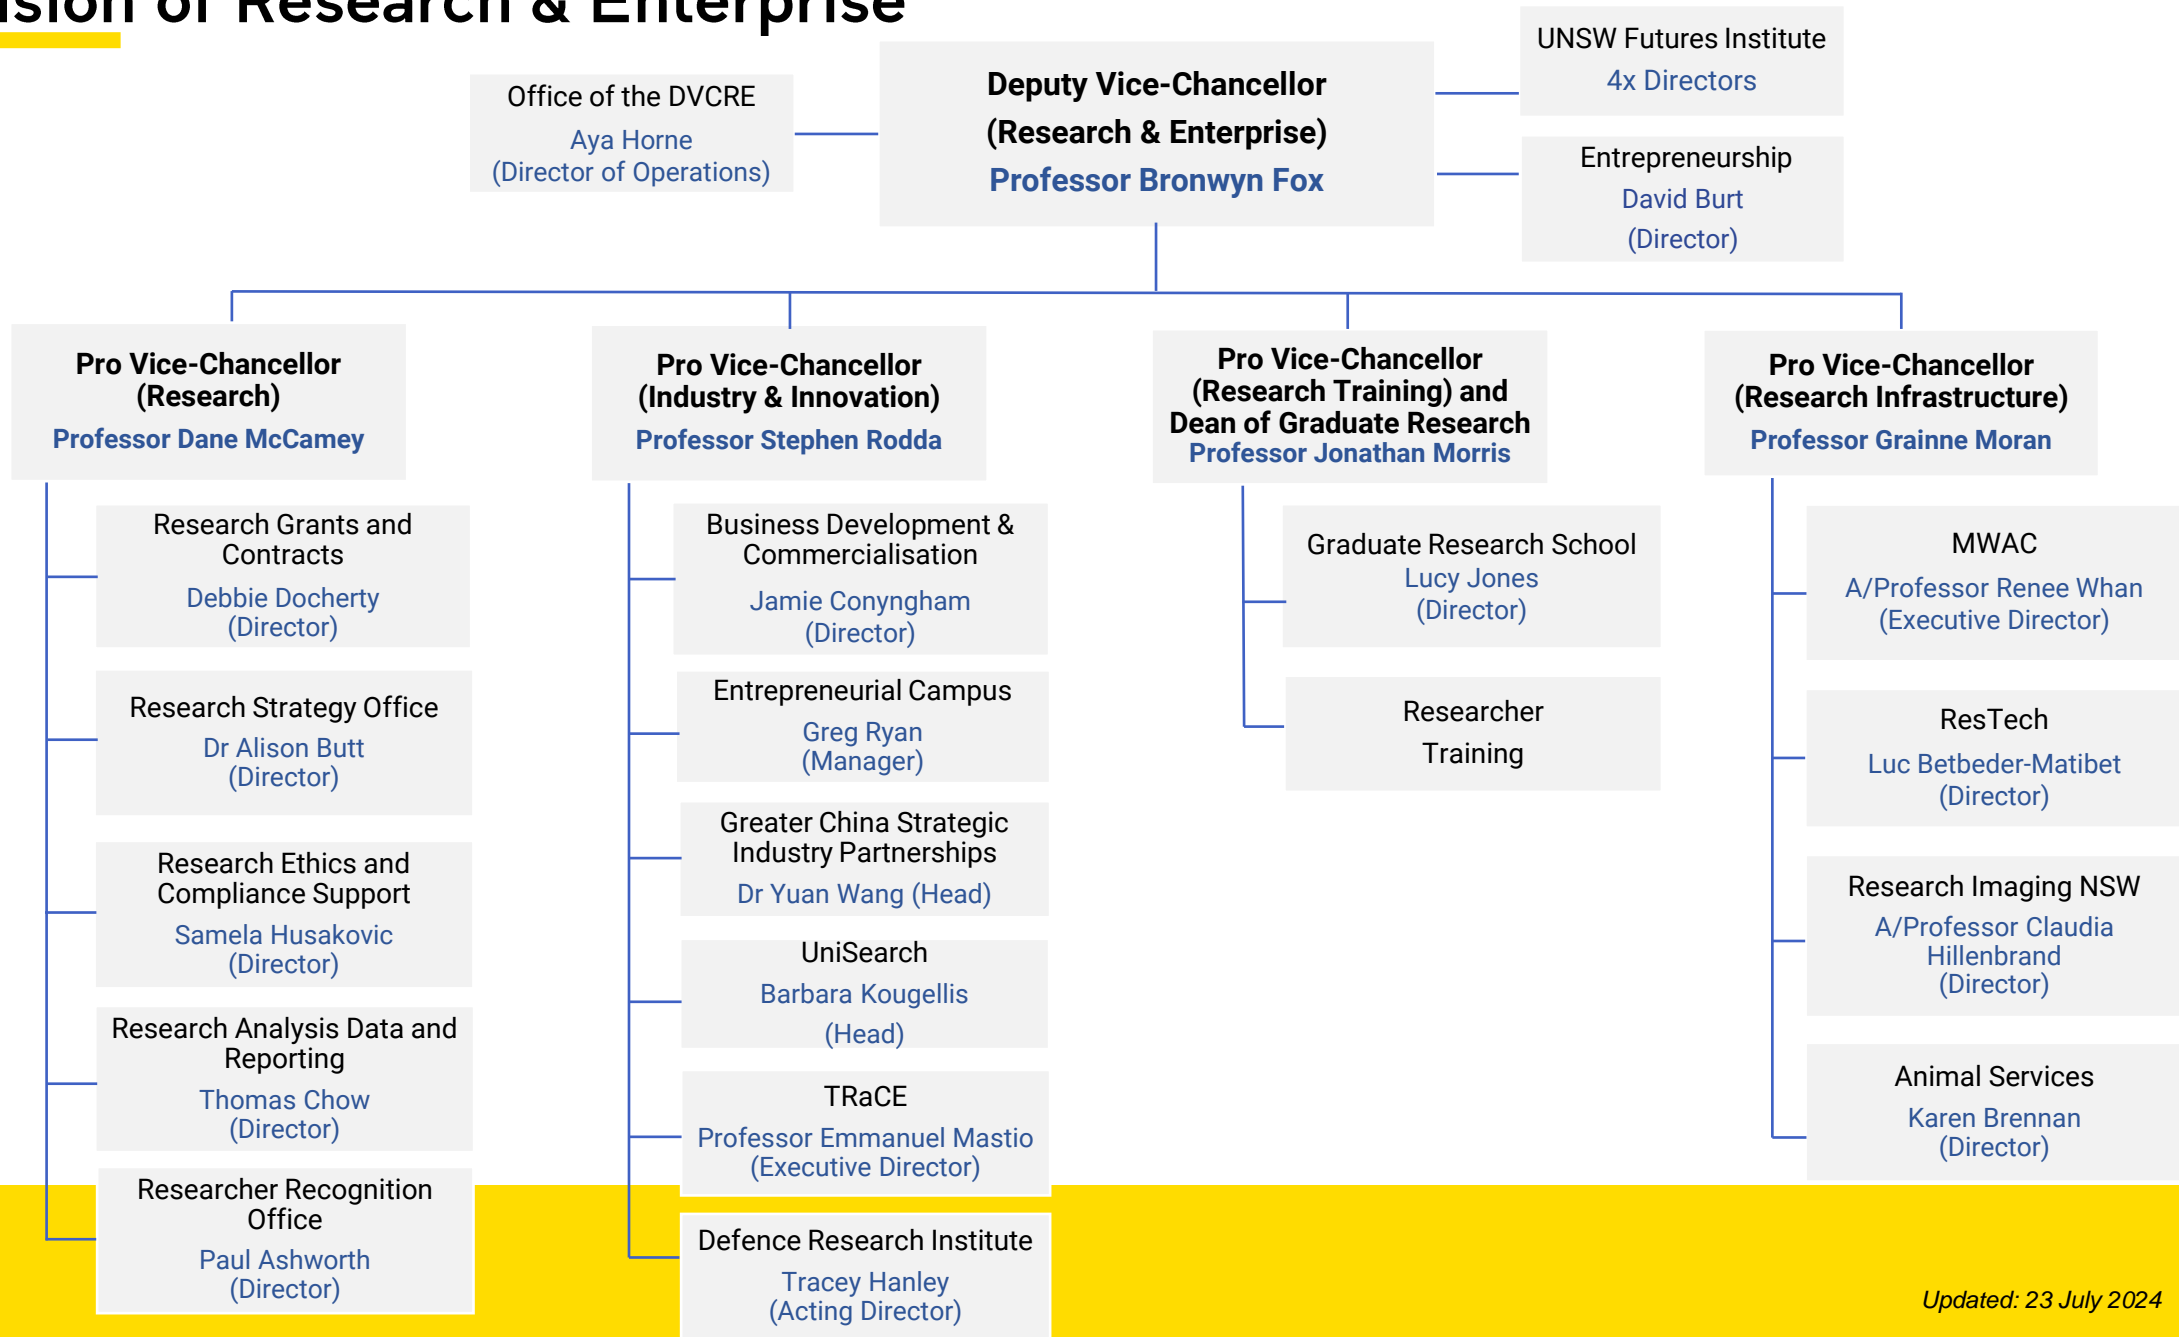 of Research & Enterprise
Office of the DVCRE
Aya Horne
(Director of Operations)
Deputy Vice-Chancellor
(Research & Enterprise)
Professor Bronwyn Fox
UNSW Futures Institute
4x Directors
Entrepreneurship
David Burt
(Director)
Pro Vice-Chancellor
(Research)
Professor Dane McCamey
Research Grants and
Contracts
Debbie Docherty
(Director)
Research Strategy Office
Dr Alison Butt
(Director)
Research Ethics and
Compliance Support
Samela Husakovic
(Director)
Research Analysis Data and
Reporting
Thomas Chow
(Director)
Researcher Recognition
Office
Paul Ashworth
(Director)
Pro Vice-Chancellor
(Industry & Innovation)
Professor Stephen Rodda
Business Development &
Commercialisation
Jamie Conyngham
(Director)
Entrepreneurial Campus
Greg Ryan
(Manager)
Greater China Strategic
Industry Partnerships
Dr Yuan Wang (Head)
UniSearch
Barbara Kougellis
(Head)
TRaCE
Professor Emmanuel Mastio
(Executive Director)
Defence Research Institute
Tracey Hanley
(Acting Director)
Pro Vice-Chancellor
(Research Training) and
Dean of Graduate Research
Professor Jonathan Morris
Graduate Research School
Lucy Jones
(Director)
Researcher
Training
Pro Vice-Chancellor
(Research Infrastructure)
Professor Grainne Moran
MWAC
A/Professor Renee Whan
(Executive Director)
ResTech
Luc Betbeder-Matibet
(Director)
Research Imaging NSW
A/Professor Claudia
Hillenbrand
(Director)
Animal Services
Karen Brennan
(Director)
Updated: 23 July 2024